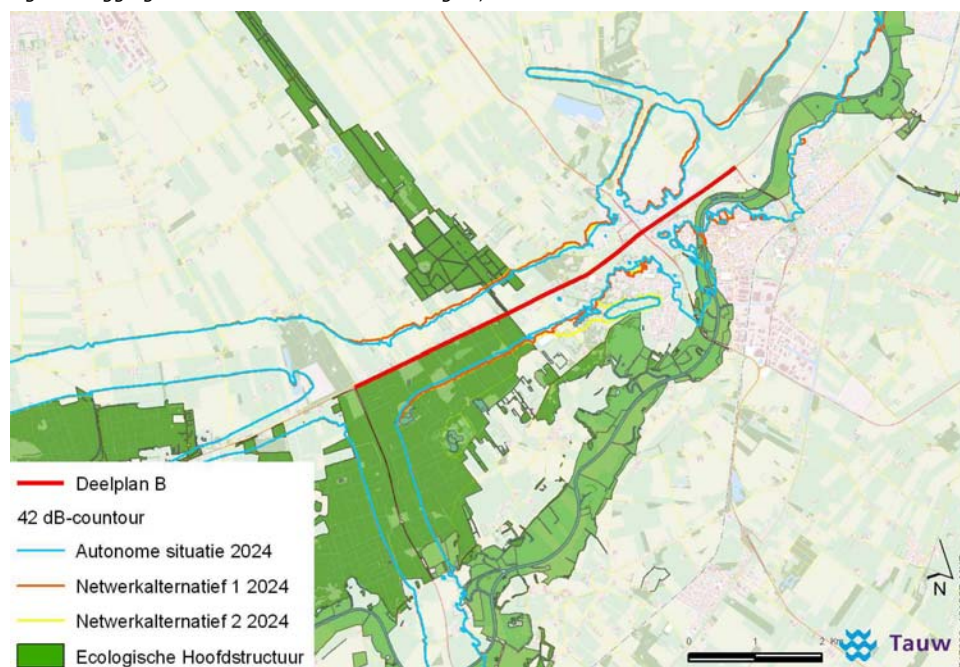 Deelplan B
42 dB-countour
Autonome situatie 2024
Netwerkalternatief 1 2024
Netwerkalternatief 2 2024
Ecologische Hoofdstructuur
N
0 1 2
Tauw